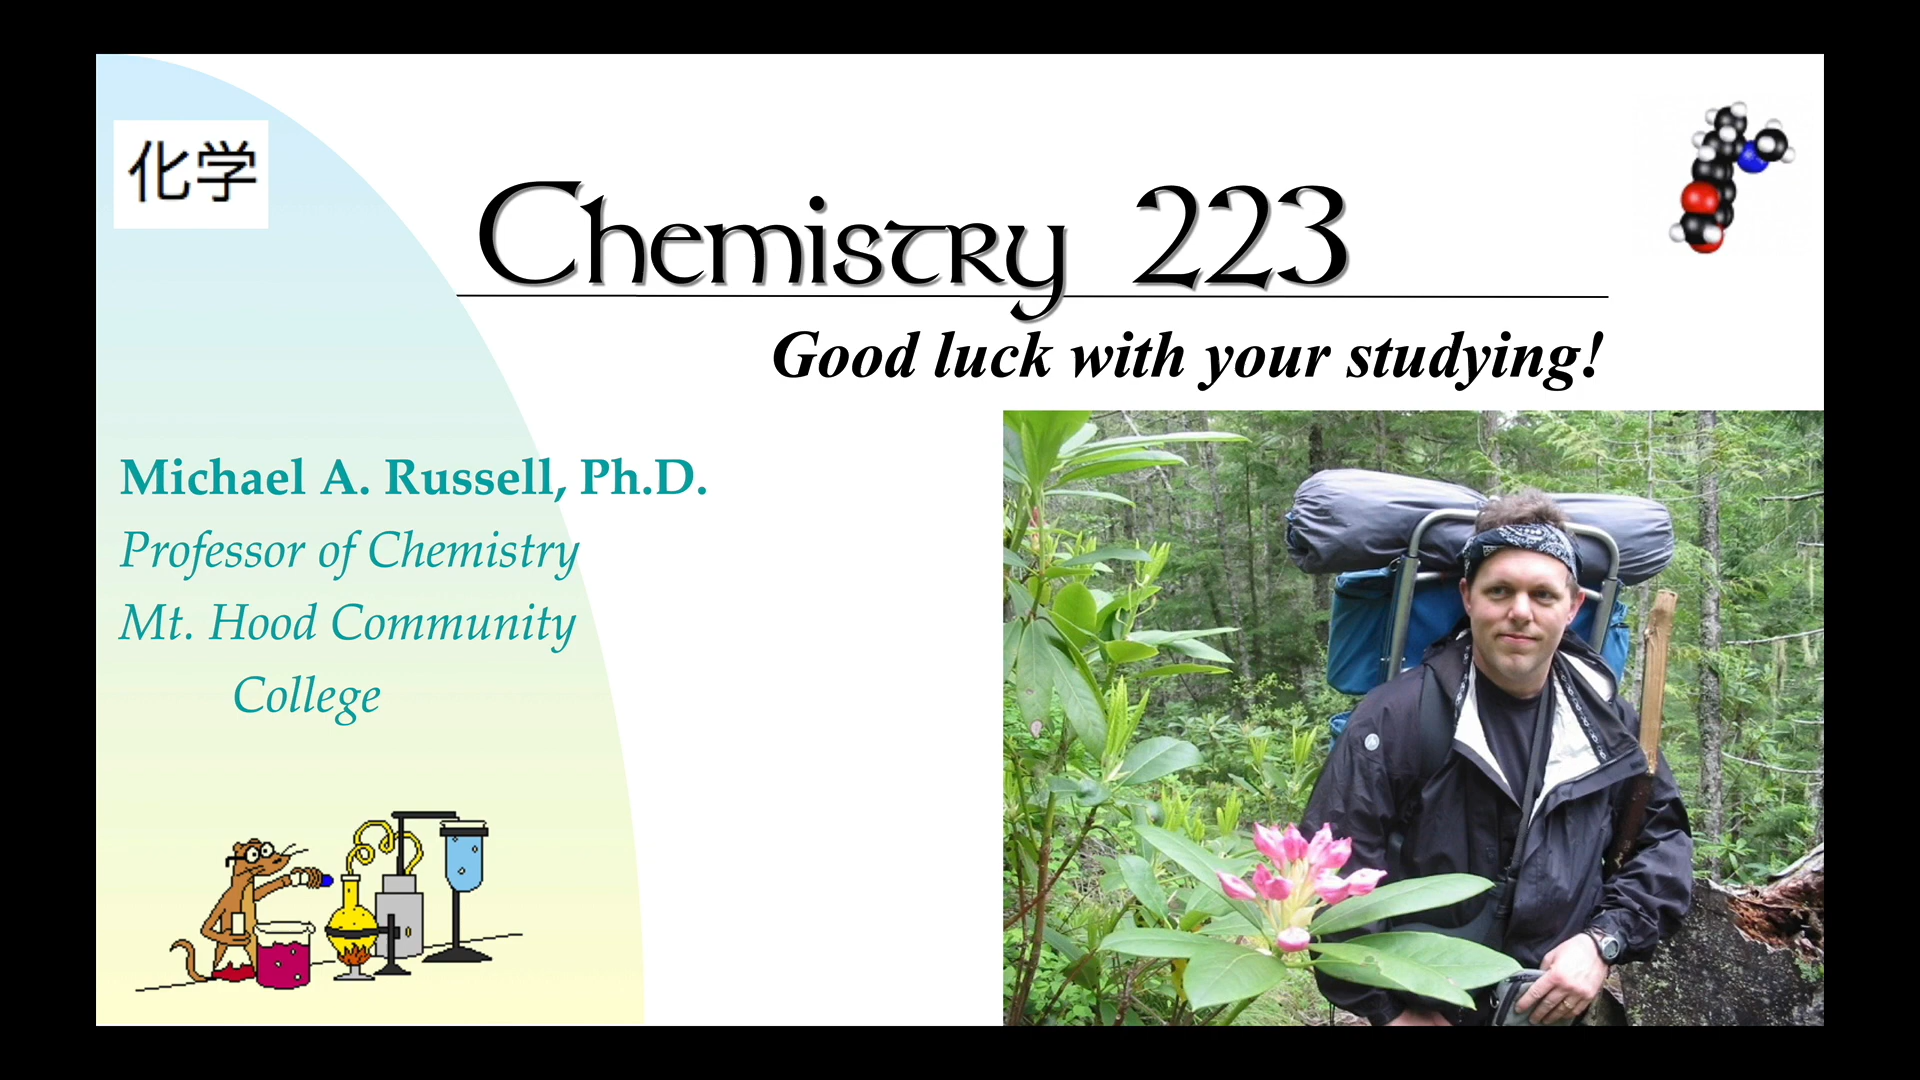 化学
Chemistry 223
Good luck with your studying!
Michael A. Russell, Ph.D.
Professor of Chemistry
Mt. Hood Community
College